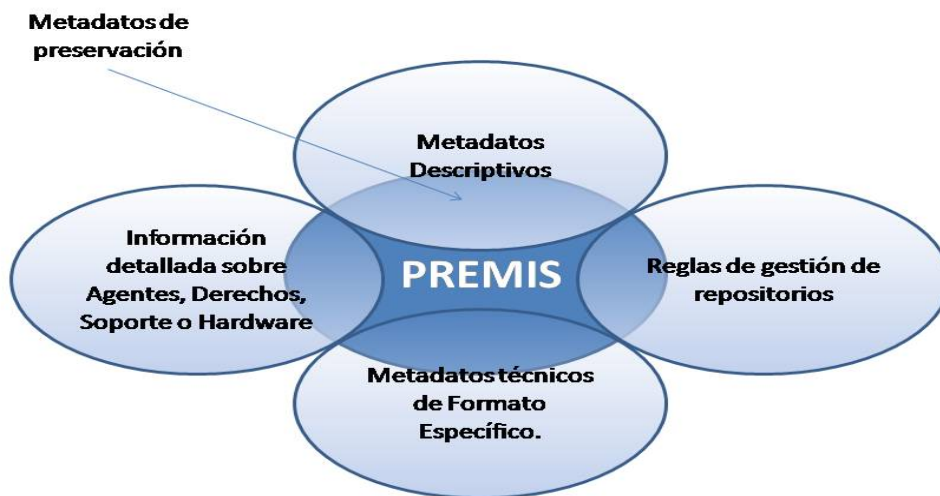 Metadatos de
preservación
Metadatos
Descriptivos
Información
detallada sobre
Agentes, Derechos,
Soporte o Hardware
PREMIS
Reglas de gestión de
repositorios
Metadatos técnicos
de Formato
Específico.